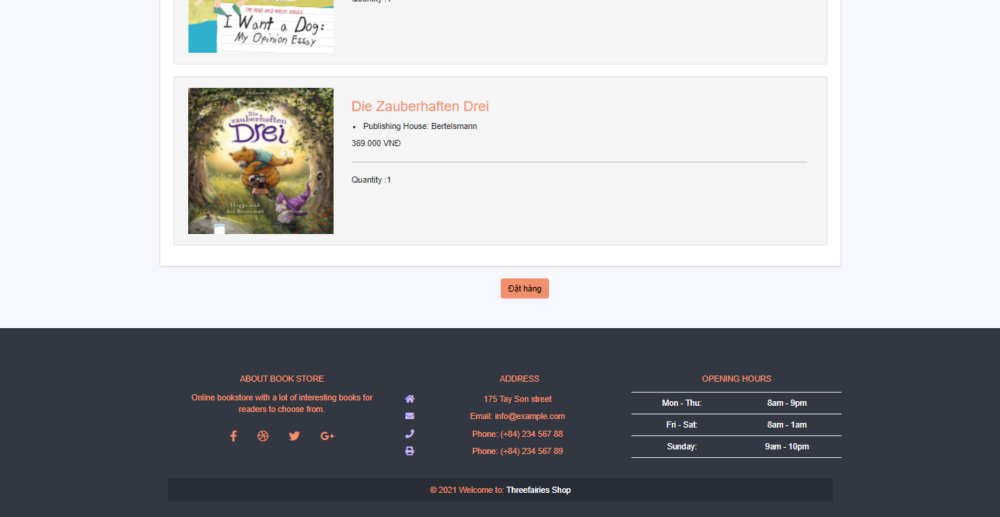 Quantity :1
THE READ AND WRITE SERIES
I Want a Dog:
My Opinion Essay
Stefanie Dahle
Die
zauberhaften
Drei
Die Zauberhaften Drei
Publishing House: Bertelsmann
369.000 VNĐ
Quantity :1
Đặt hàng
ABOUT BOOK STORE
Online bookstore with a lot of interesting books for
readers to choose from.
ADDRESS
175 Tay Son street
Email: info@example.com
Phone: (+84) 234 567 88
Phone: (+84) 234 567 89
OPENING HOURS
Mon - Thu: 8am - 9pm
Fri - Sat: 8am - 1am
Sunday: 9am - 10pm
© 2021 Welcome to: Threefairies Shop